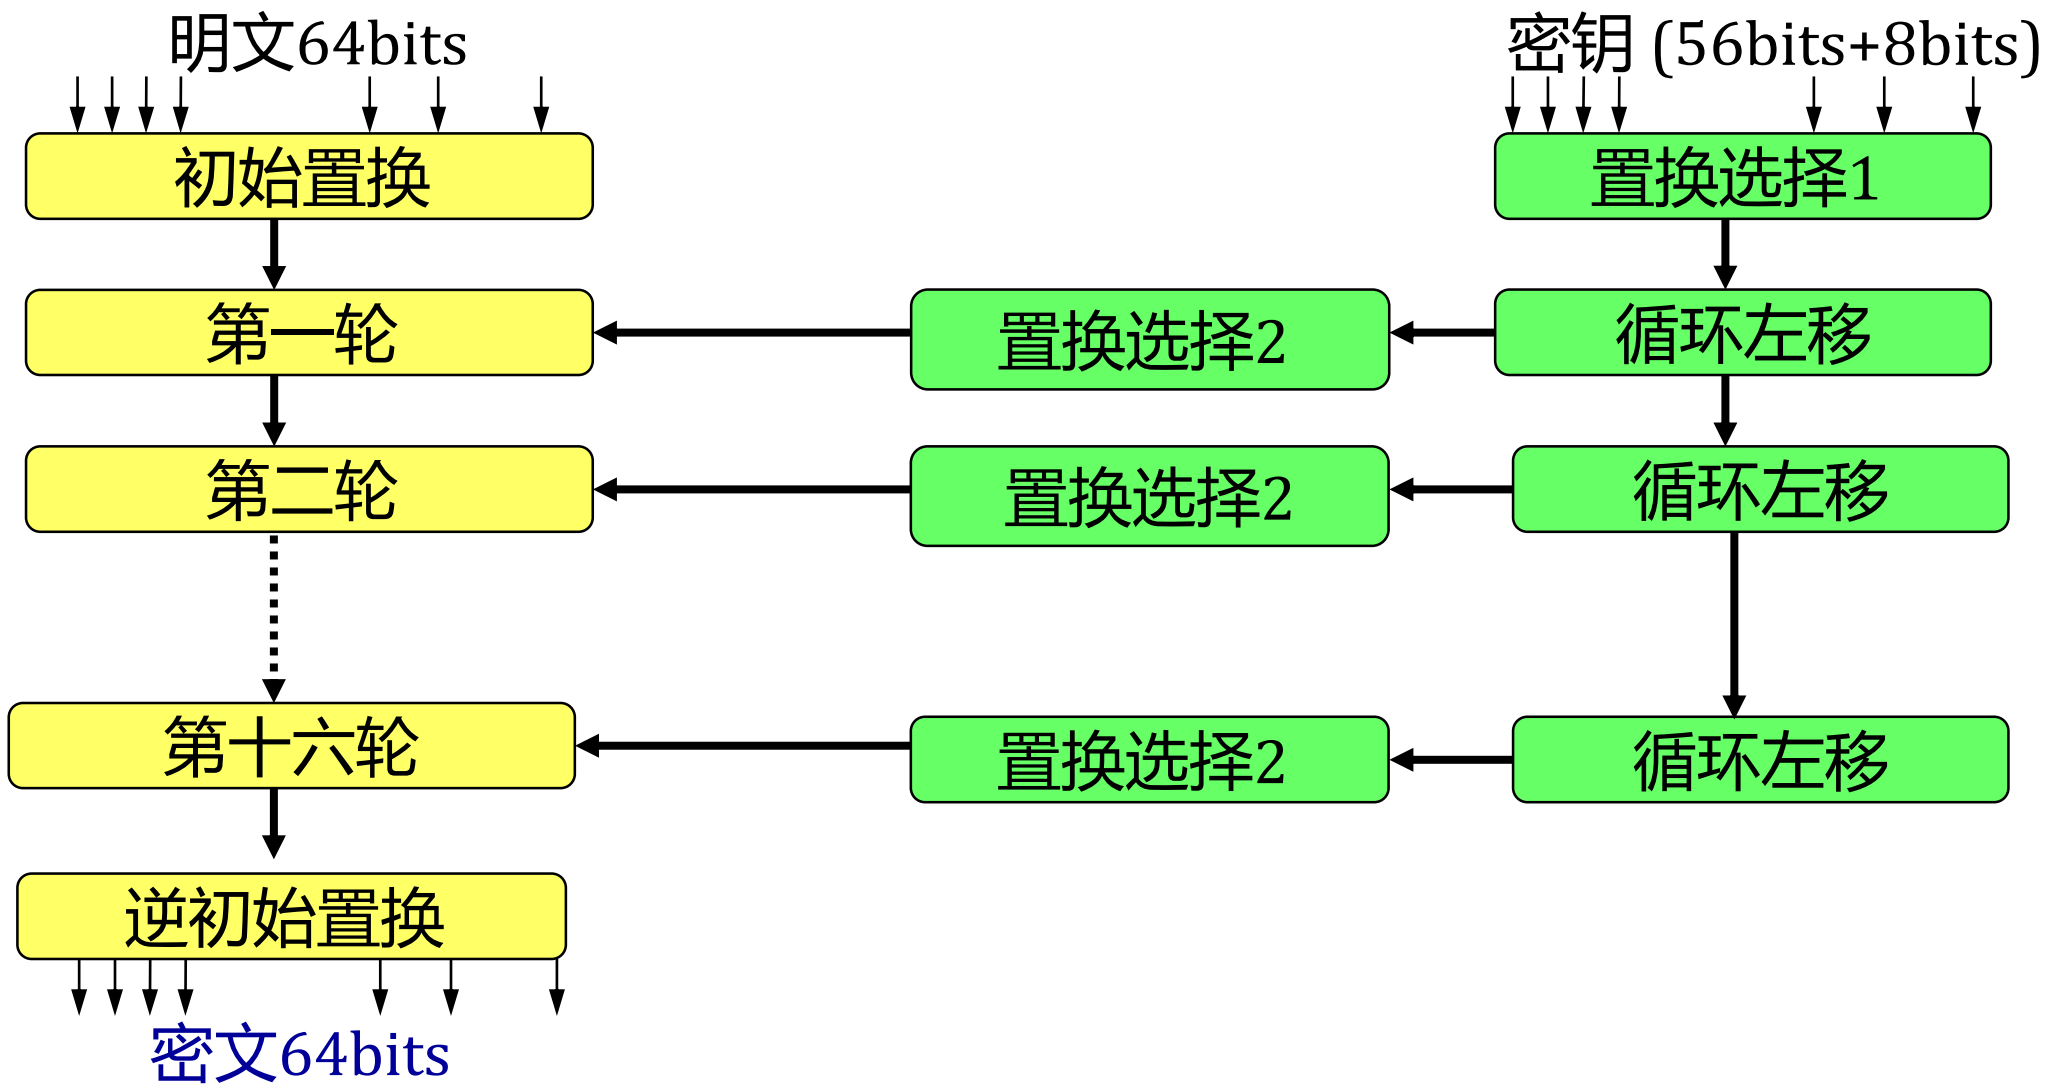 明文64bits
密钥 (56bits+8bits)
初始置换
置换选择1
第一轮
置换选择2
循环左移
第二轮
置换选择2
循环左移
第十六轮
置换选择2
循环左移
逆初始置换
密文64bits